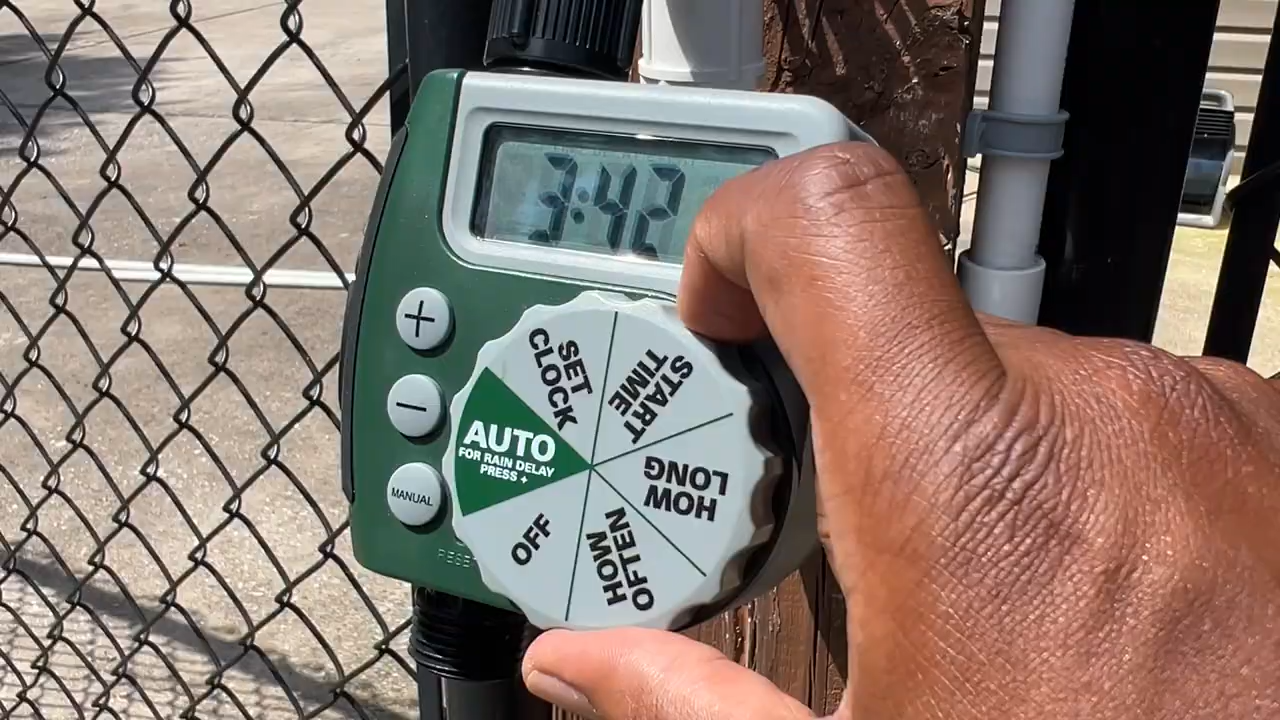 3:42
SET
CLOCK
START
TIME
AUTO
FOR RAIN DELAY
PRESS +
HOW
LONG
OFF
HOW
OFTEN
+
−
MANUAL